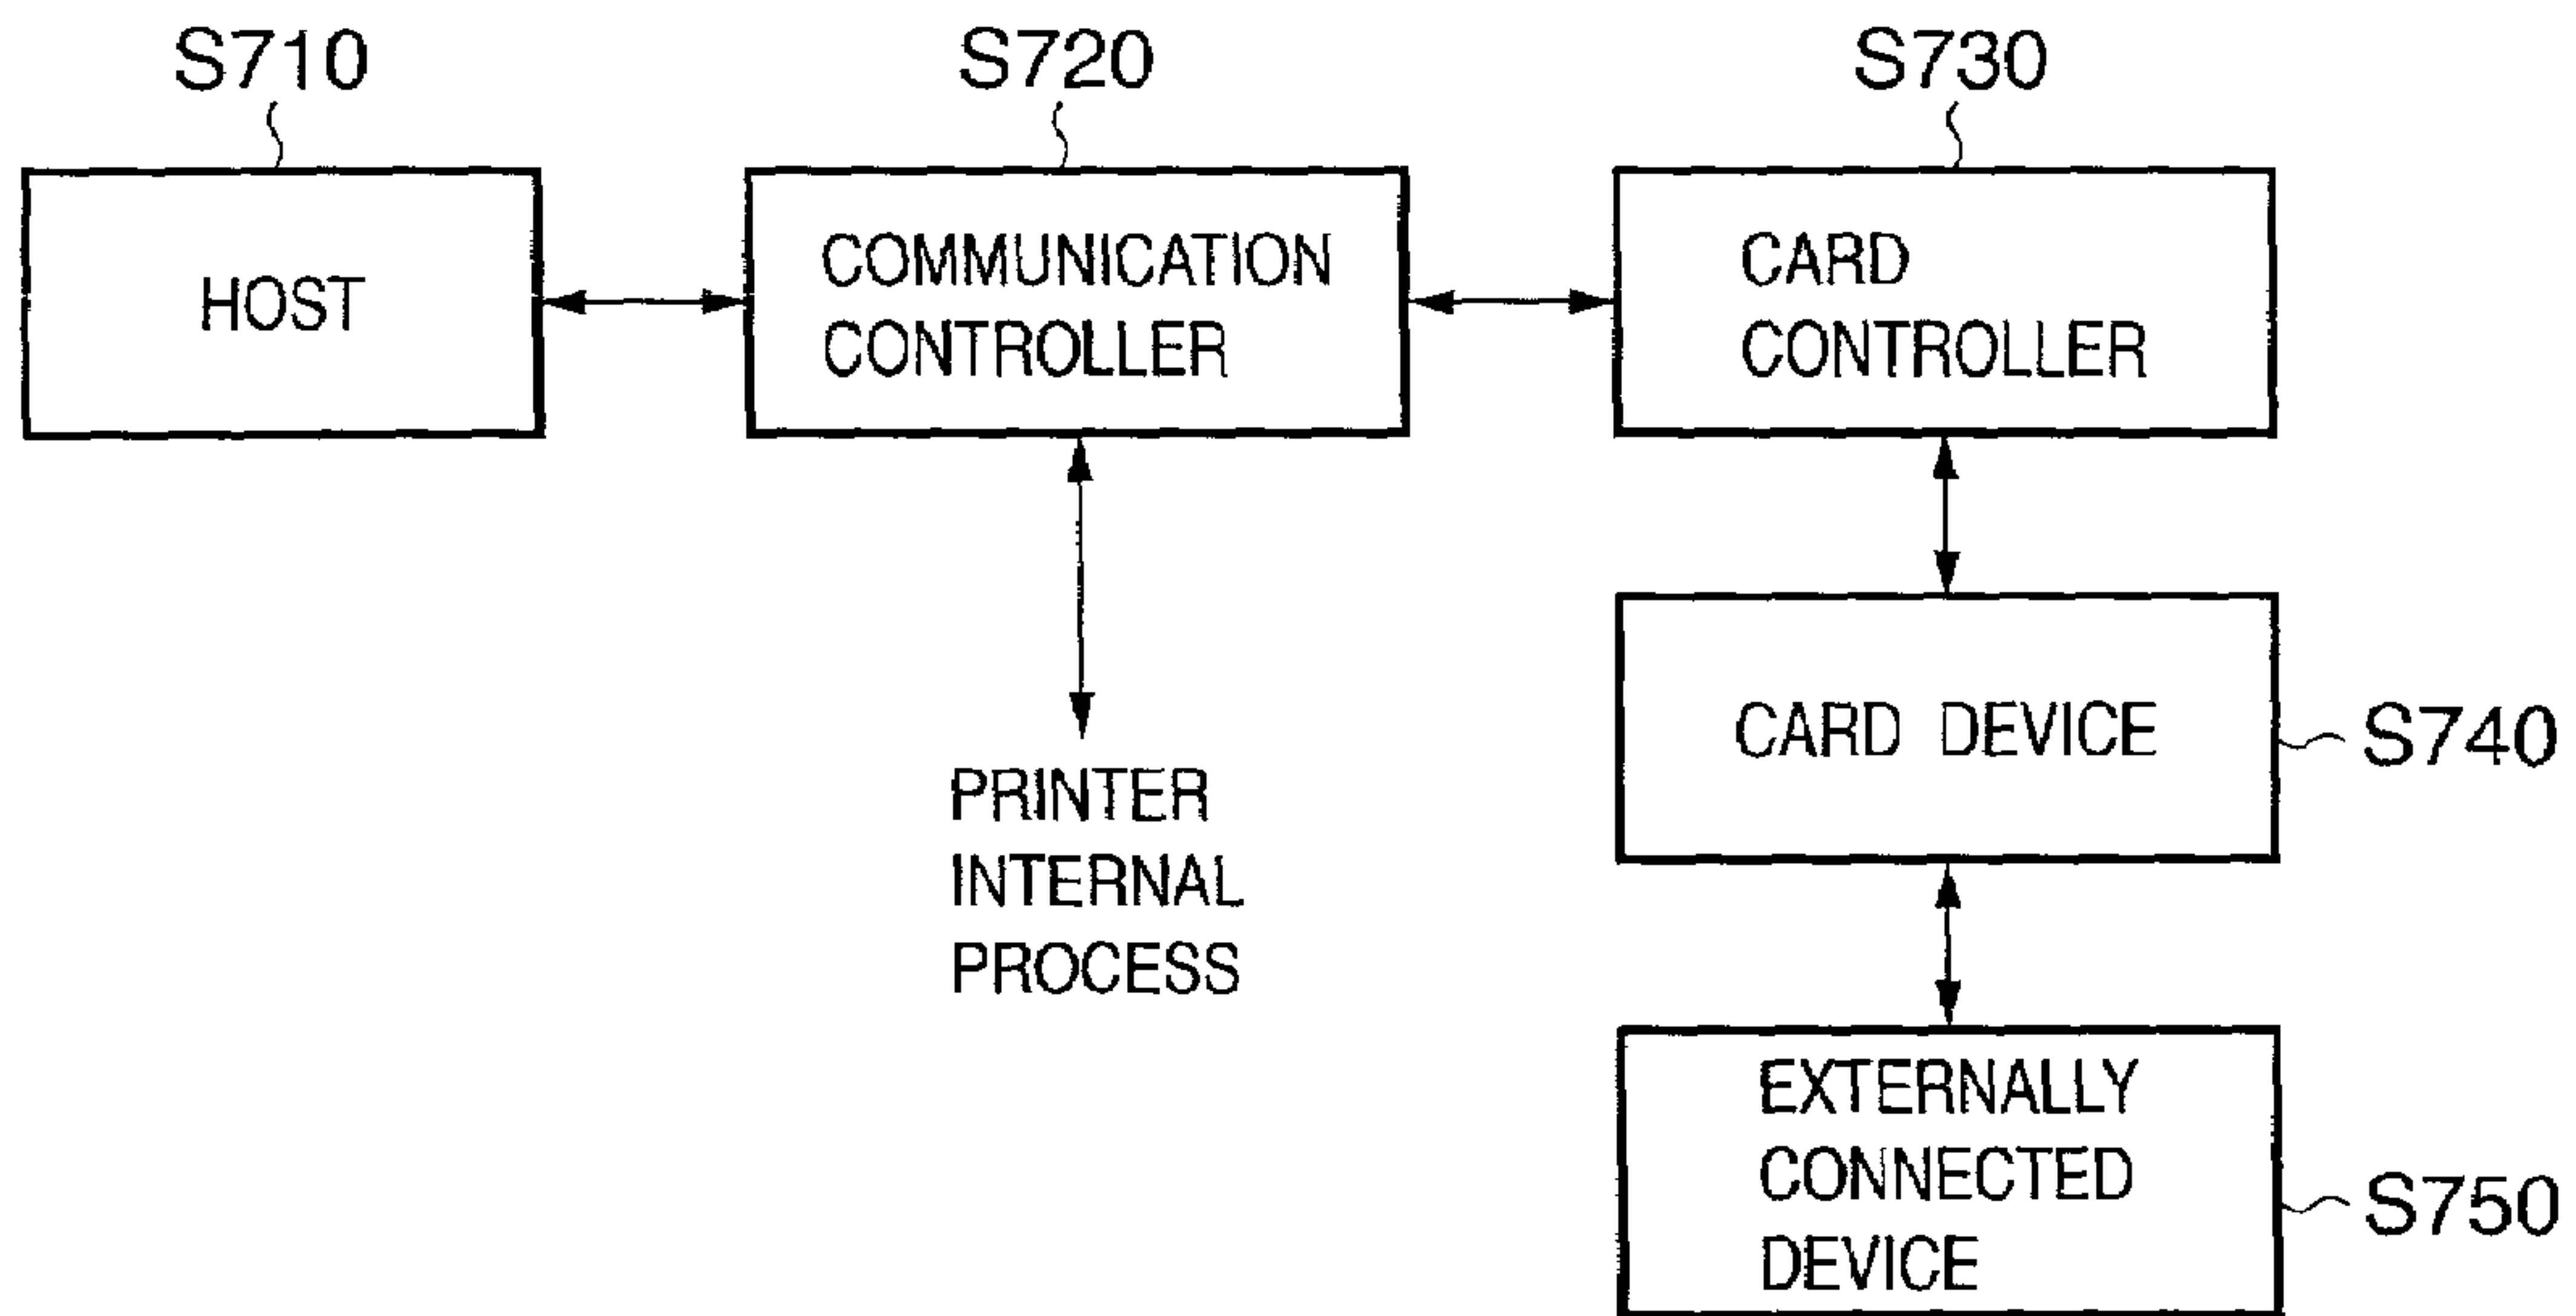 S710
S720
S730
HOST
COMMUNICATION
CONTROLLER
CARD
CONTROLLER
CARD DEVICE
S740
PRINTER
INTERNAL
PROCESS
EXTERNALLY
CONNECTED
DEVICE
S750